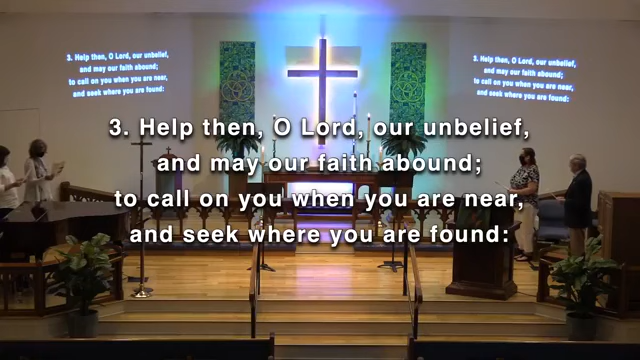 3. Help then, O Lord, our unbelief,
and may our faith abound;
to call on you when you are near,
and seek where you are found:
3. Help then, O Lord, our unbelief,
and may our faith abound;
to call on you when you are near,
and seek where you are found:
3. Help then, O Lord, our unbelief,
and may our faith abound;
to call on you when you are near,
and seek where you are found: